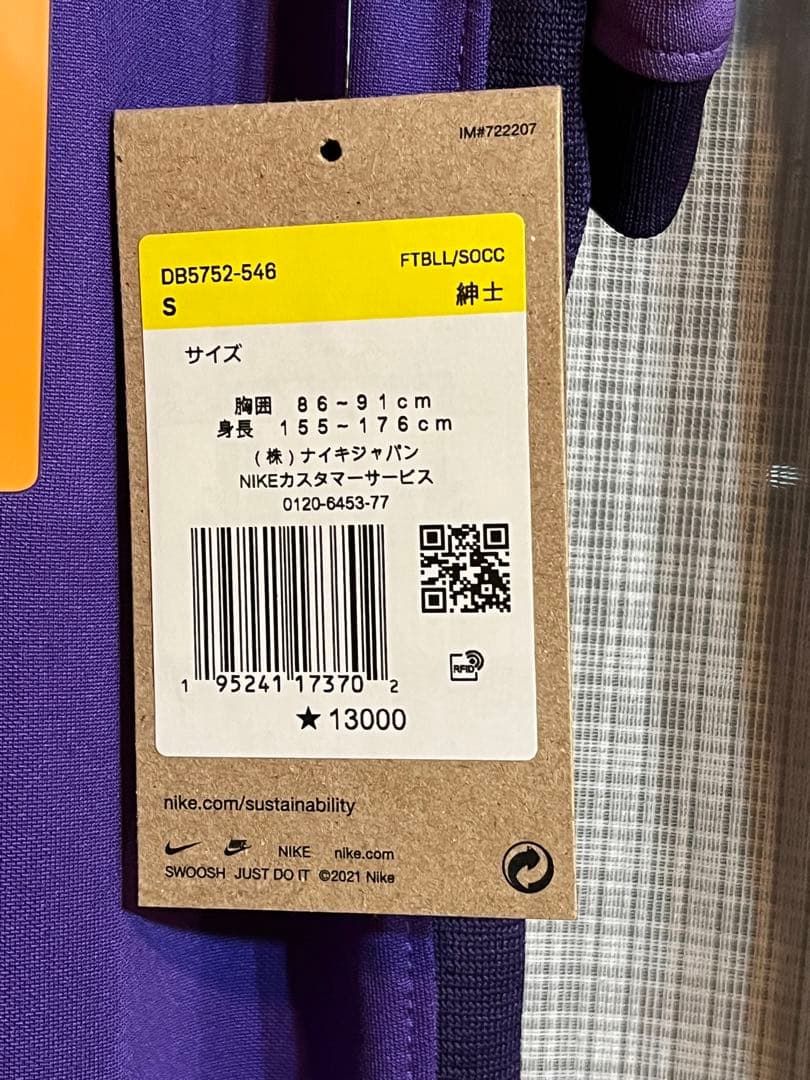 IM#722207
DB5752-546
FTBLL/SOCC
S
紳士
サイズ
胸囲 86~91cm
身長 155~176cm
(株)ナイキジャパン
NIKEカスタマーサービス
0120-6453-77
1 95241 17370 2
RFID
★13000
nike.com/sustainability
NIKE nike.com
SWOOSH JUST DO IT ©2021 Nike